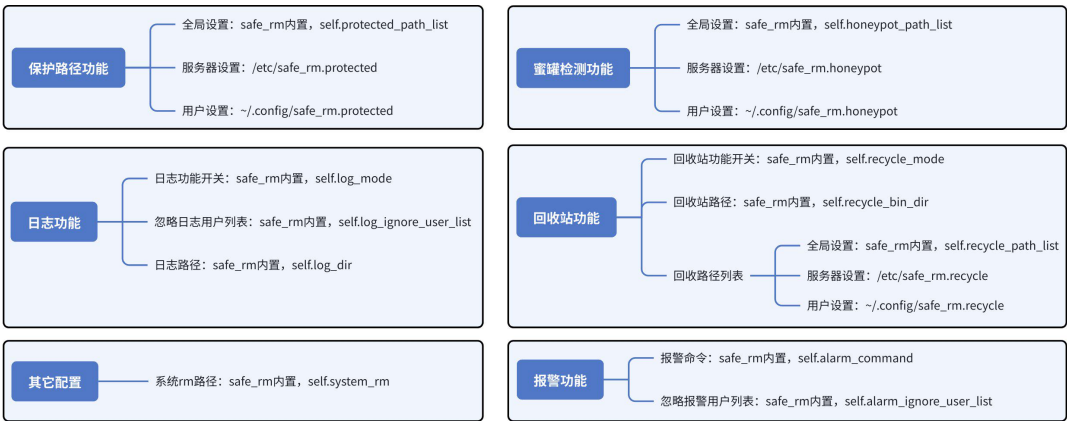 保护路径功能
全局设置：safe_rm内置，self.protected_path_list
服务器设置：/etc/safe_rm.protected
用户设置：~/.config/safe_rm.protected
蜜罐检测功能
全局设置：safe_rm内置，self.honeypot_path_list
服务器设置：/etc/safe_rm.honeypot
用户设置：~/.config/safe_rm.honeypot
日志功能
日志功能开关：safe_rm内置，self.log_mode
忽略日志用户列表：safe_rm内置，self.log_ignore_user_list
日志路径：safe_rm内置，self.log_dir
回收站功能
回收站功能开关：safe_rm内置，self.recycle_mode
回收站路径：safe_rm内置，self.recycle_bin_dir
回收路径列表
全局设置：safe_rm内置，self.recycle_path_list
服务器设置：/etc/safe_rm.recycle
用户设置：~/.config/safe_rm.recycle
其它配置
系统rm路径：safe_rm内置，self.system_rm
报警功能
报警命令：safe_rm内置，self.alarm_command
忽略报警用户列表：safe_rm内置，self.alarm_ignore_user_list